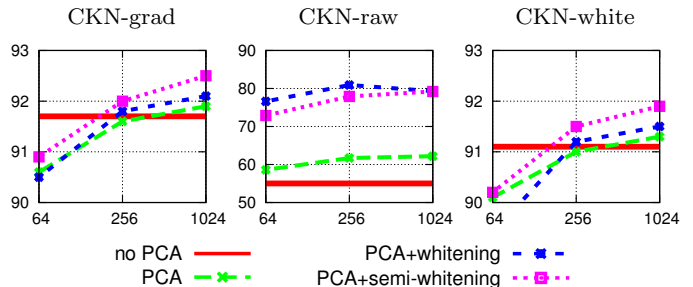 CKN-grad CKN-raw CKN-white
93 90 93
92 80 92
70
91 60 91
90 50 90
64 256 1024 64 256 1024 64 256 1024
no PCA PCA+whitening
PCA PCA+semi-whitening